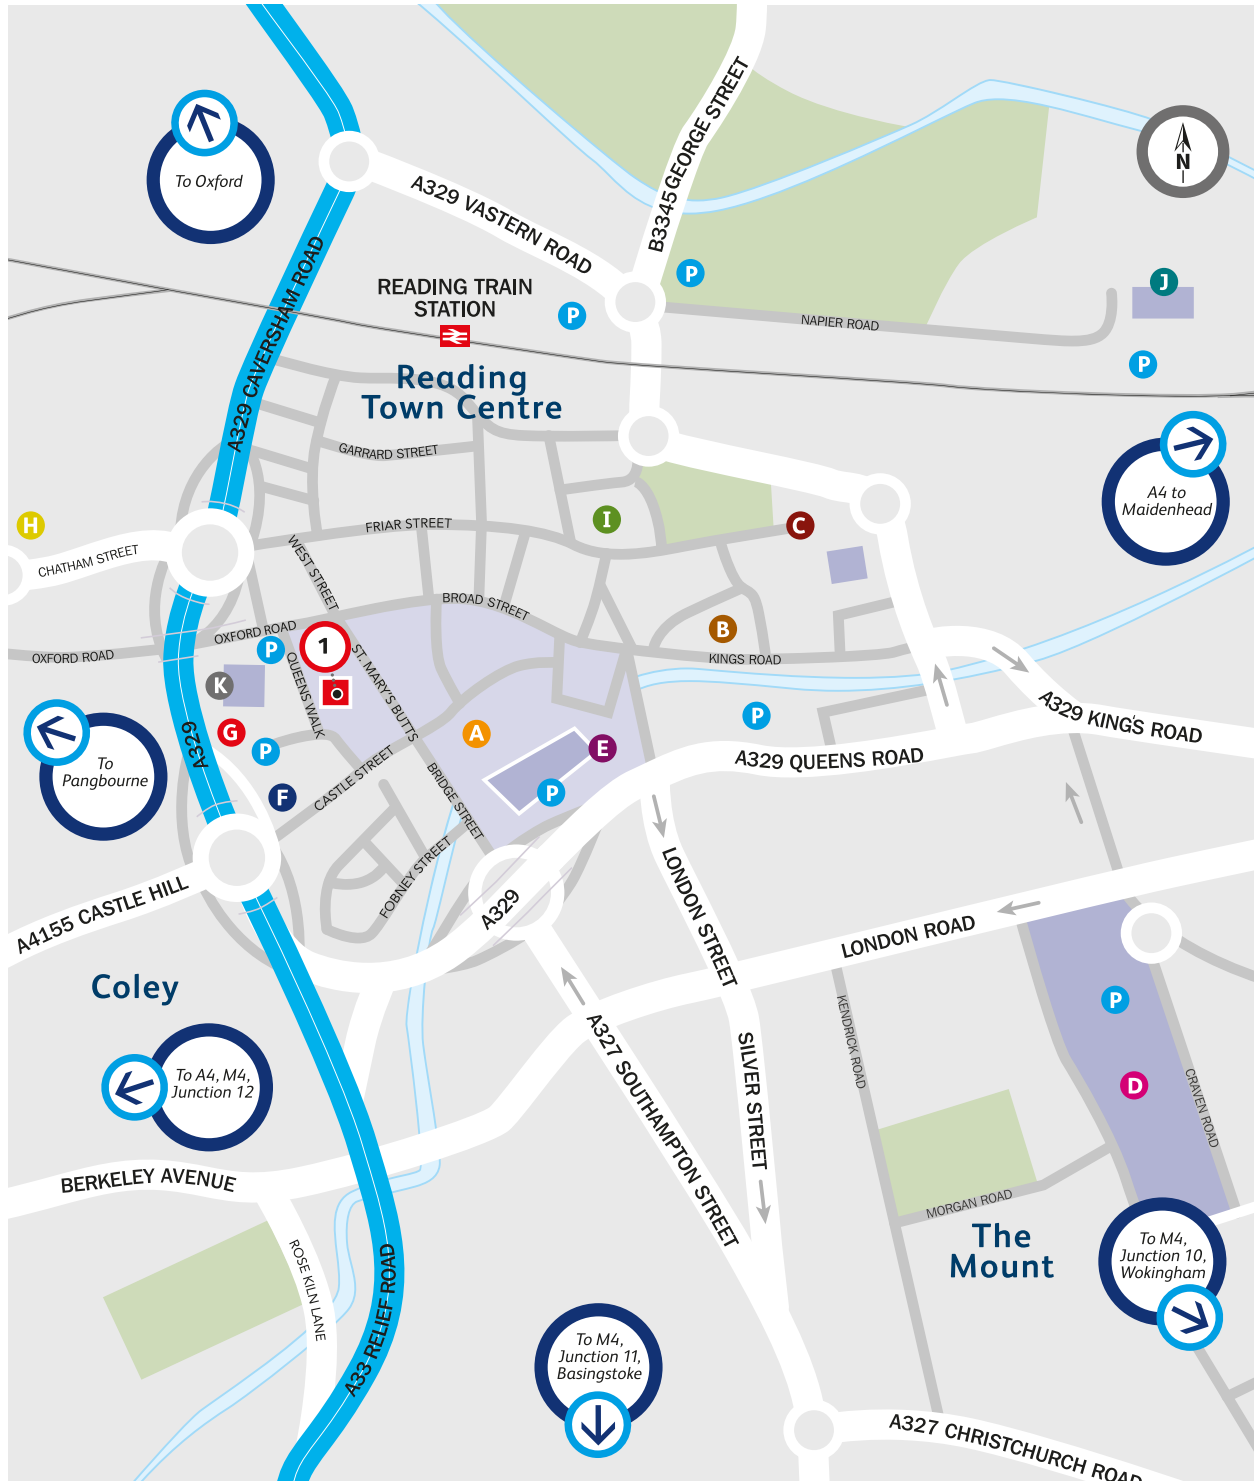 To Oxford
N
A329 VASTERN ROAD
B3345 GEORGE STREET
A329 CAVERSHAM ROAD
READING TRAIN
STATION
P
P
J
NAPIER ROAD
P
Reading
Town Centre
GARRARD STREET
A4 to
Maidenhead
H
FRIAR STREET
I
C
CHATHAM STREET
WEST STREET
BROAD STREET
OXFORD ROAD
OXFORD ROAD
P
1
B
KINGS ROAD
K
QUEENS WALK
ST. MARY'S BUTTS
P
A329 KING'S ROAD
G
A
E
P
A329
A329 QUEENS ROAD
To
Pangbourne
F
CASTLE STREET
BRIDGE STREET
P
FOBNEY STREET
LONDON STREET
A4155 CASTLE HILL
A329
LONDON ROAD
Coley
P
KENDRICK ROAD
To A4, M4,
Junction 12
A327 SOUTHAMPTON STREET
SILVER STREET
D
CRAVEN ROAD
BERKELEY AVENUE
MORGAN ROAD
The
Mount
To M4,
Junction 10,
Wokingham
ROSE KILN LANE
A33 RELIEF ROAD
To M4,
Junction 11,
Basingstoke
A327 CHRISTCHURCH ROAD